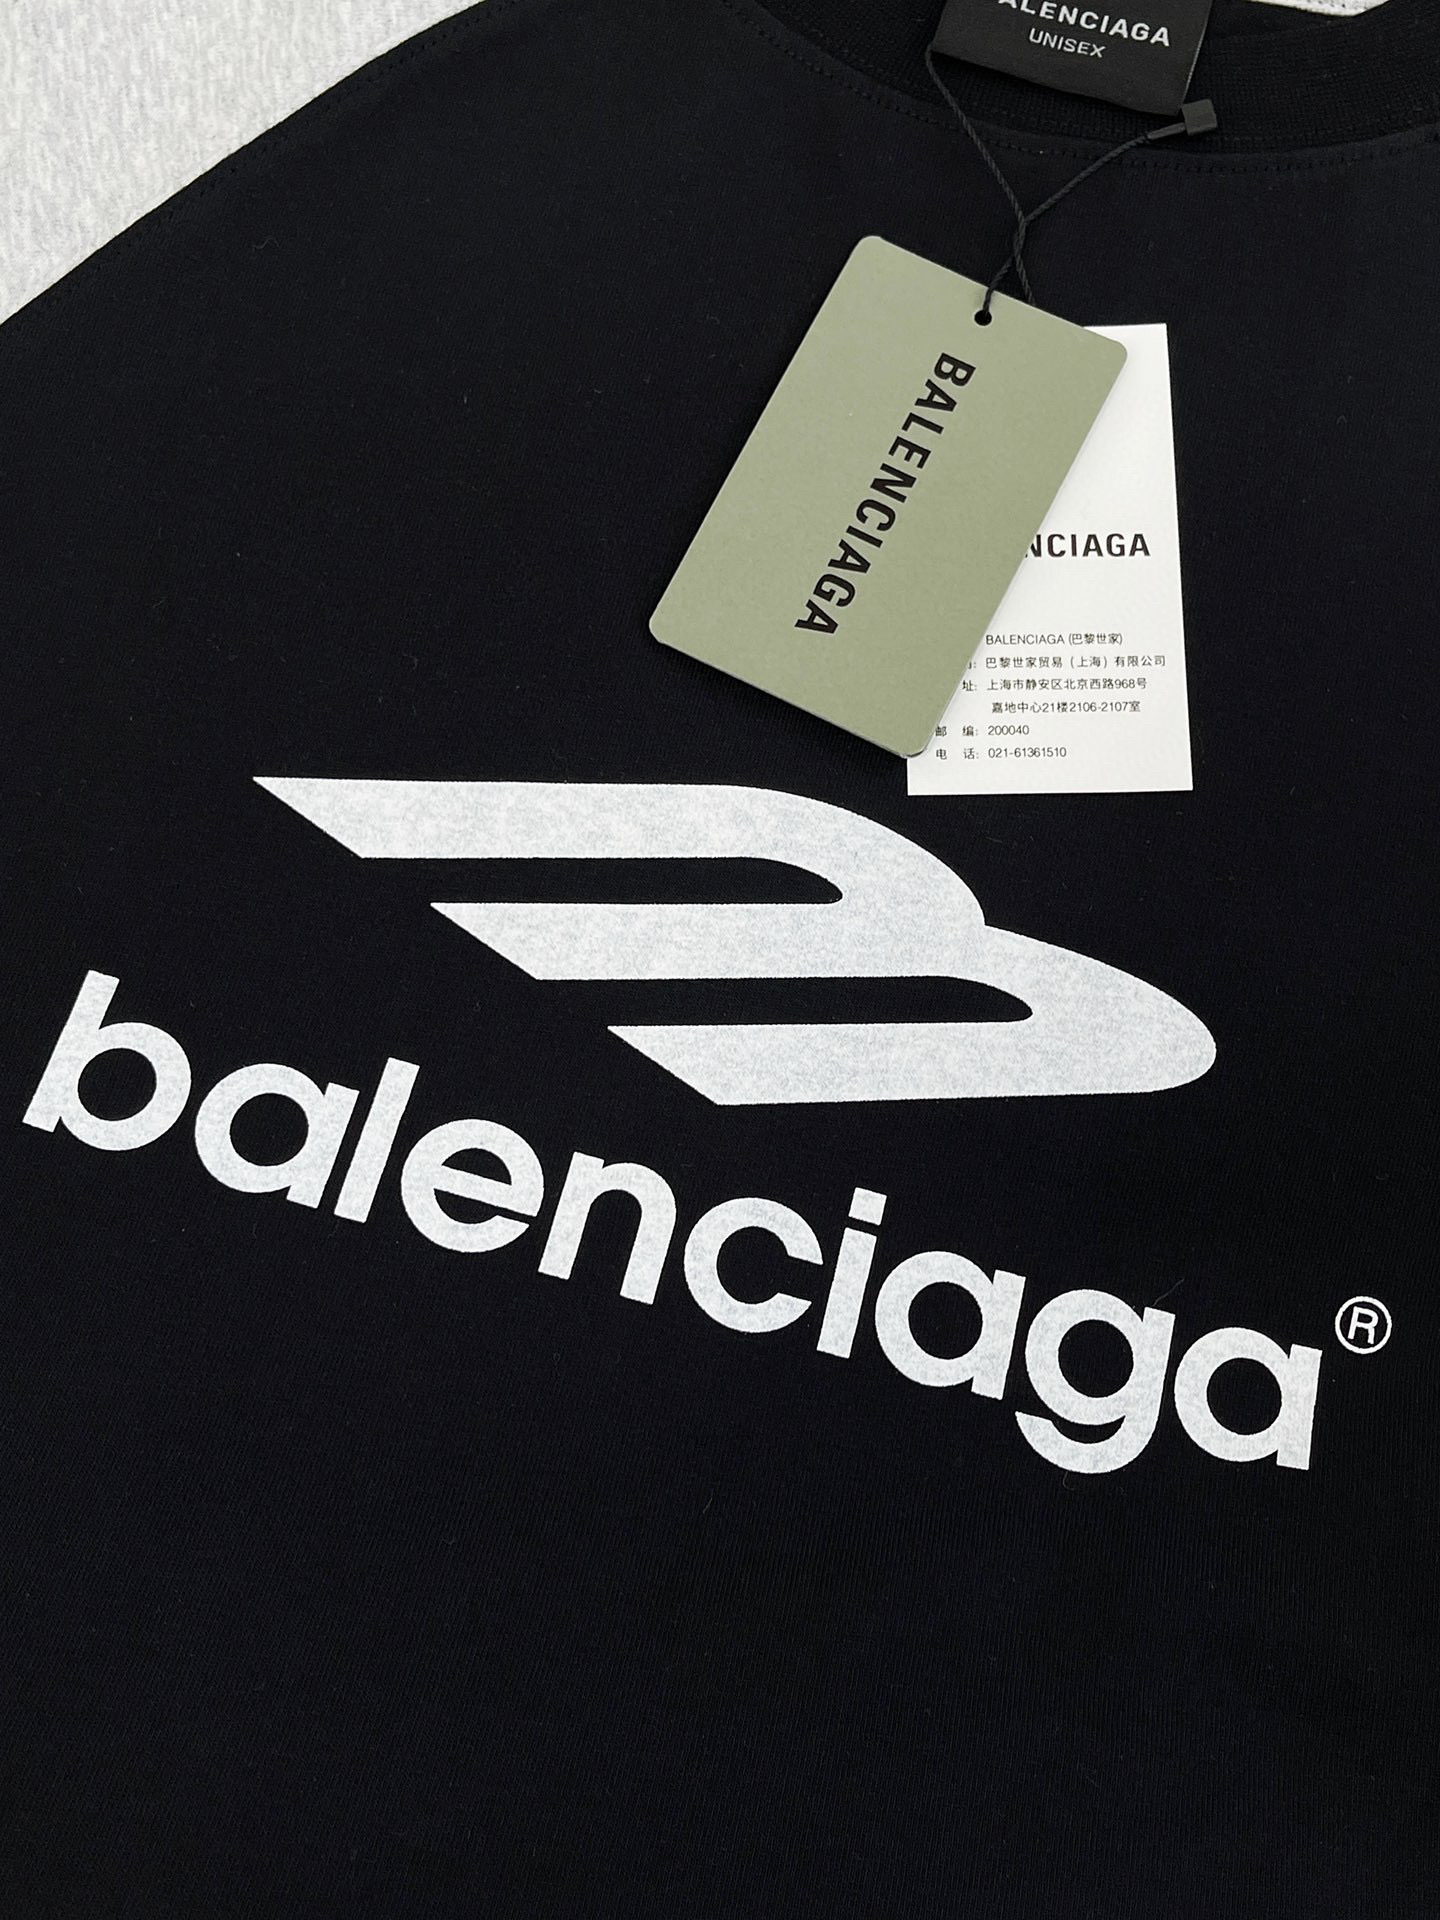 BALENCIAGA
UNISEX
BALENCIAGA
NCIAGA
BALENCIAGA (巴黎世家)
: 巴黎世家贸易（上海）有限公司
址: 上海市静安区北京西路968号
嘉地中心21楼2106-2107室
邮 编: 200040
电 话: 021-61361510
balenciaga®